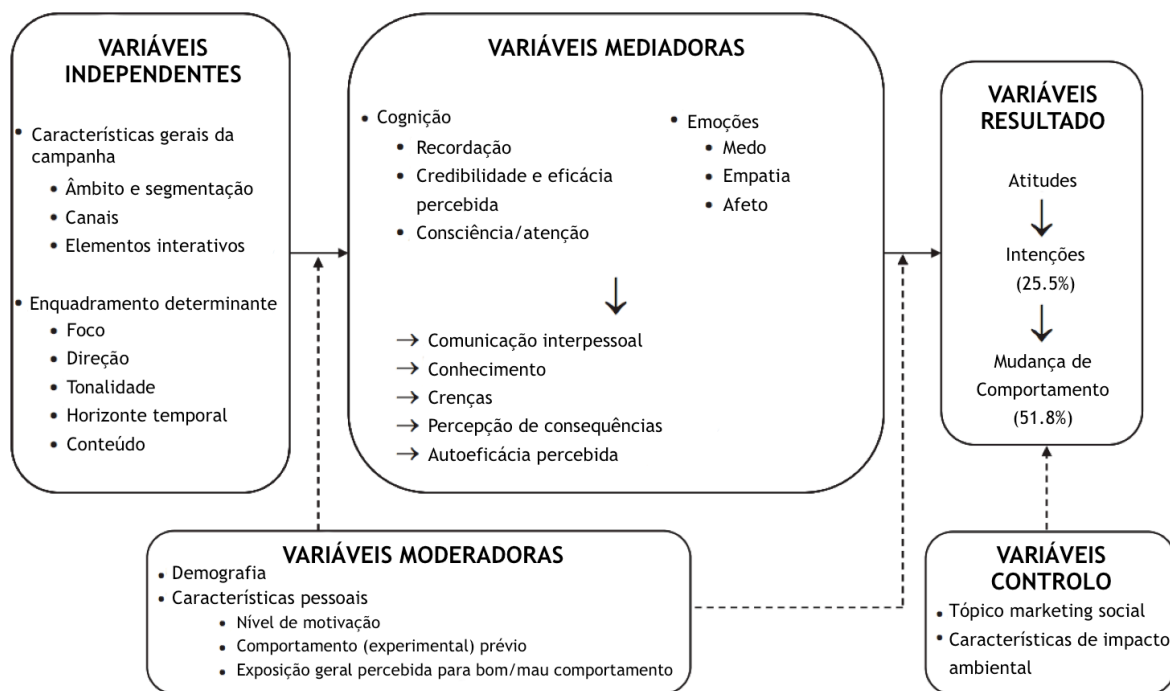 VARIÁVEIS
INDEPENDENTES
• Características gerais da
campanha
• Âmbito e segmentação
• Canais
• Elementos interativos
• Enquadramento determinante
• Foco
• Direção
• Tonalidade
• Horizonte temporal
• Conteúdo
VARIÁVEIS MEDIADORAS
• Cognição
• Recordação
• Credibilidade e eficácia
percebida
• Consciência/atenção
• Emoções
• Medo
• Empatia
• Afeto
→ Comunicação interpessoal
→ Conhecimento
→ Crenças
→ Percepção de consequências
→ Autoeficácia percebida
VARIÁVEIS
RESULTADO
Atitudes
Intenções
(25.5%)
Mudança de
Comportamento
(51.8%)
VARIÁVEIS MODERADORAS
• Demografia
• Características pessoais
• Nível de motivação
• Comportamento (experimental) prévio
• Exposição geral percebida para bom/mau comportamento
VARIÁVEIS
CONTROLO
• Tópico marketing social
• Características de impacto
ambiental